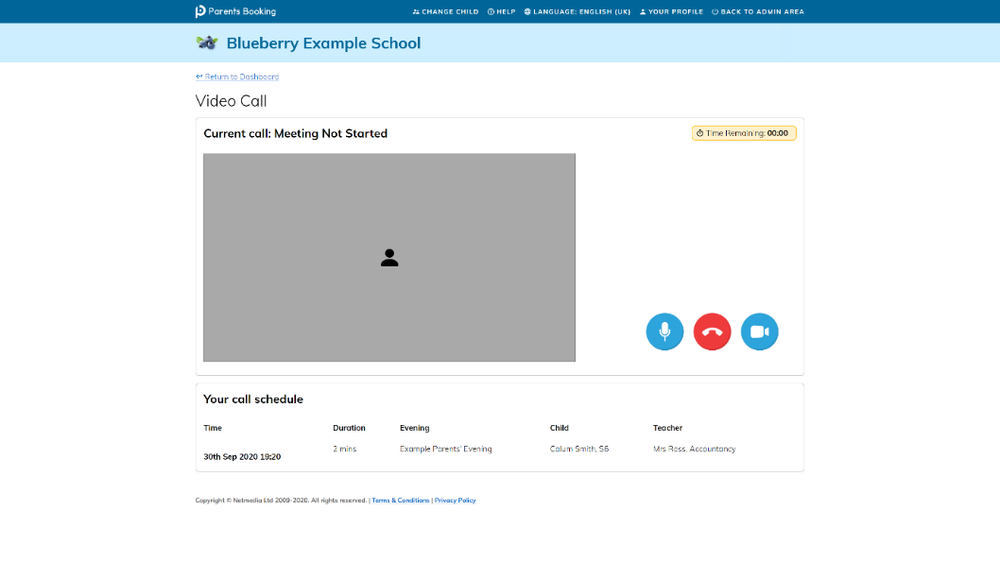 Parents Booking CHANGE CHILD HELP LANGUAGE: ENGLISH (UK) YOUR PROFILE BACK TO ADMIN AREA
Blueberry Example School
Return to Dashboard
Video Call
Current call: Meeting Not Started Time Remaining: 00:00
Your call schedule
Time Duration Evening Child Teacher
2 mins Example Parents' Evening Calum Smith, S6 Mrs Ross, Accountancy
30th Sep 2020 19:20
Copyright © Netmedia Ltd 2009-2020. All rights reserved. | Terms & Conditions | Privacy Policy